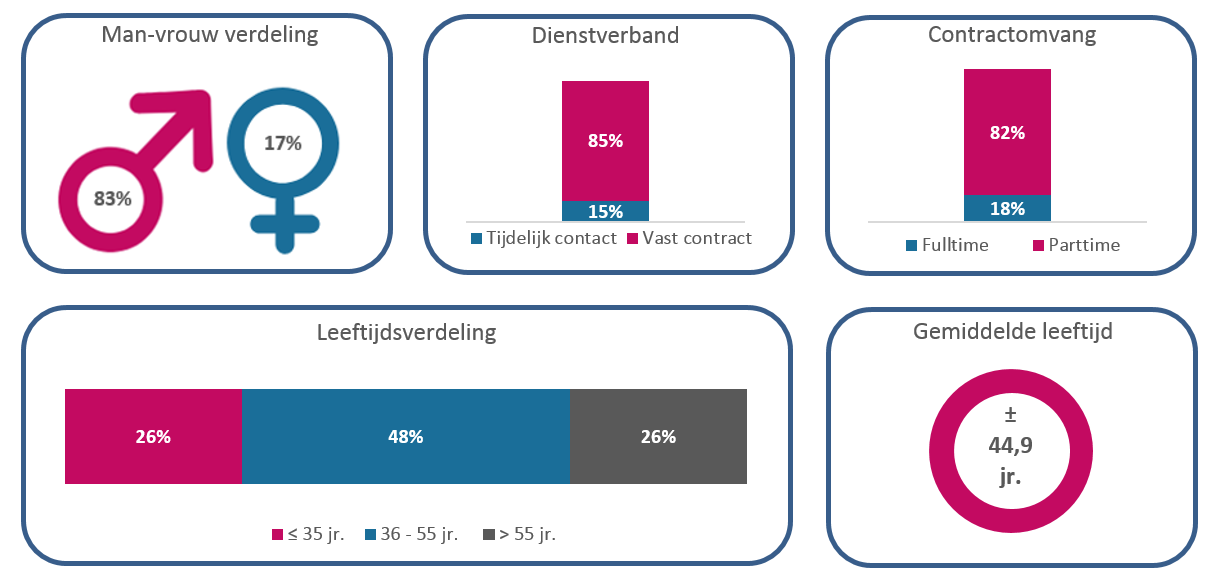 Man-vrouw verdeling
83%
17%
Dienstverband
85%
15%
Tijdelijk contact Vast contract
Contractomvang
82%
18%
Fulltime Parttime
Leeftijdsverdeling
26% 48% 26%
≤ 35 jr. 36 - 55 jr. > 55 jr.
Gemiddelde leeftijd
±
44,9
jr.